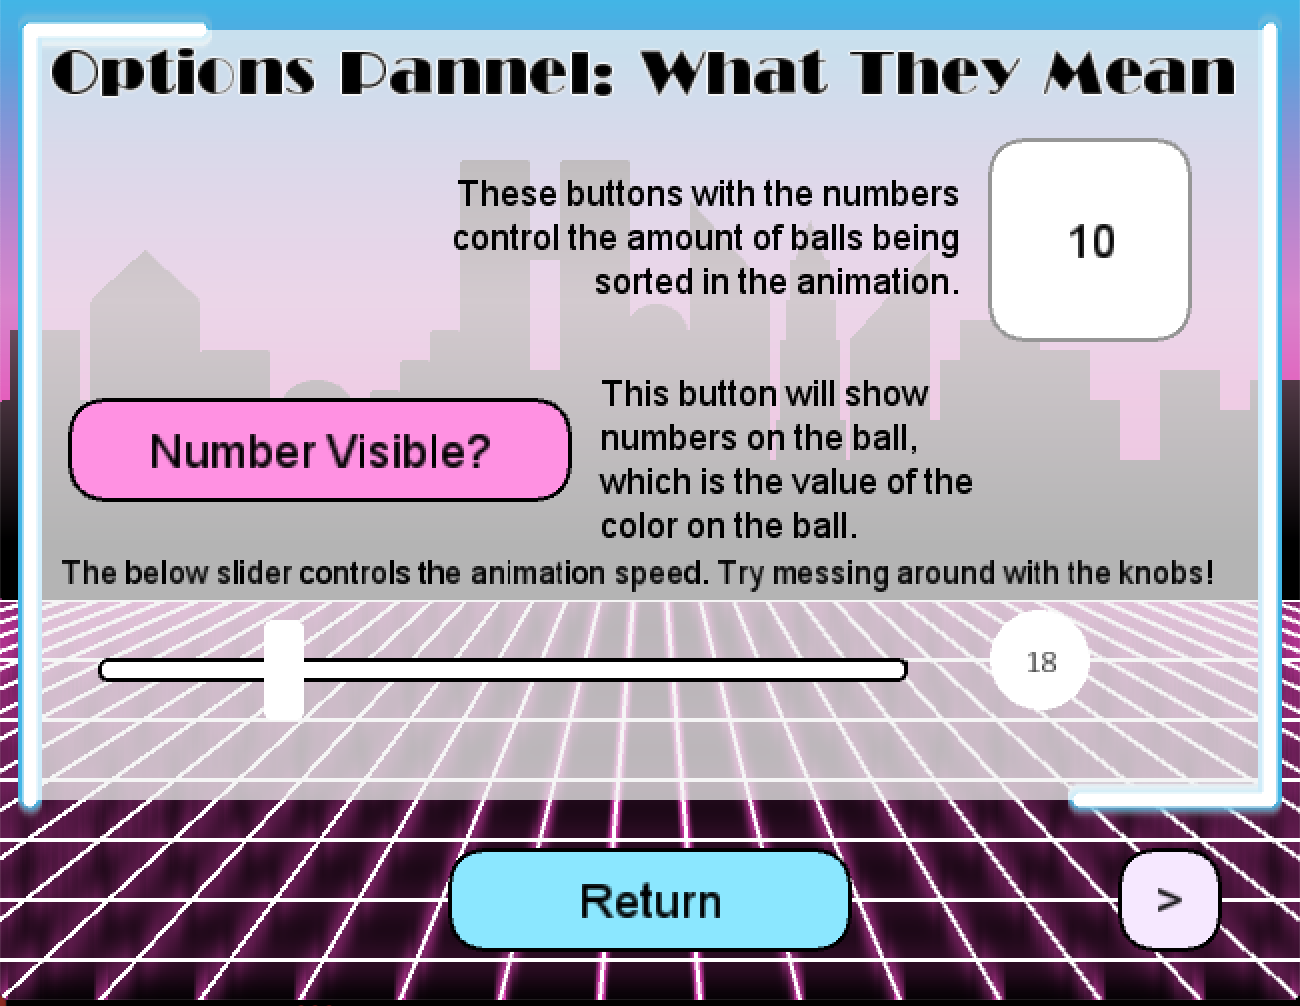 Options Pannel: What They Mean
These buttons with the numbers
control the amount of balls being
sorted in the animation.
10
Number Visible?
This button will show
numbers on the ball,
which is the value of the
color on the ball.
The below slider controls the animation speed. Try messing around with the knobs!
18
Return
>